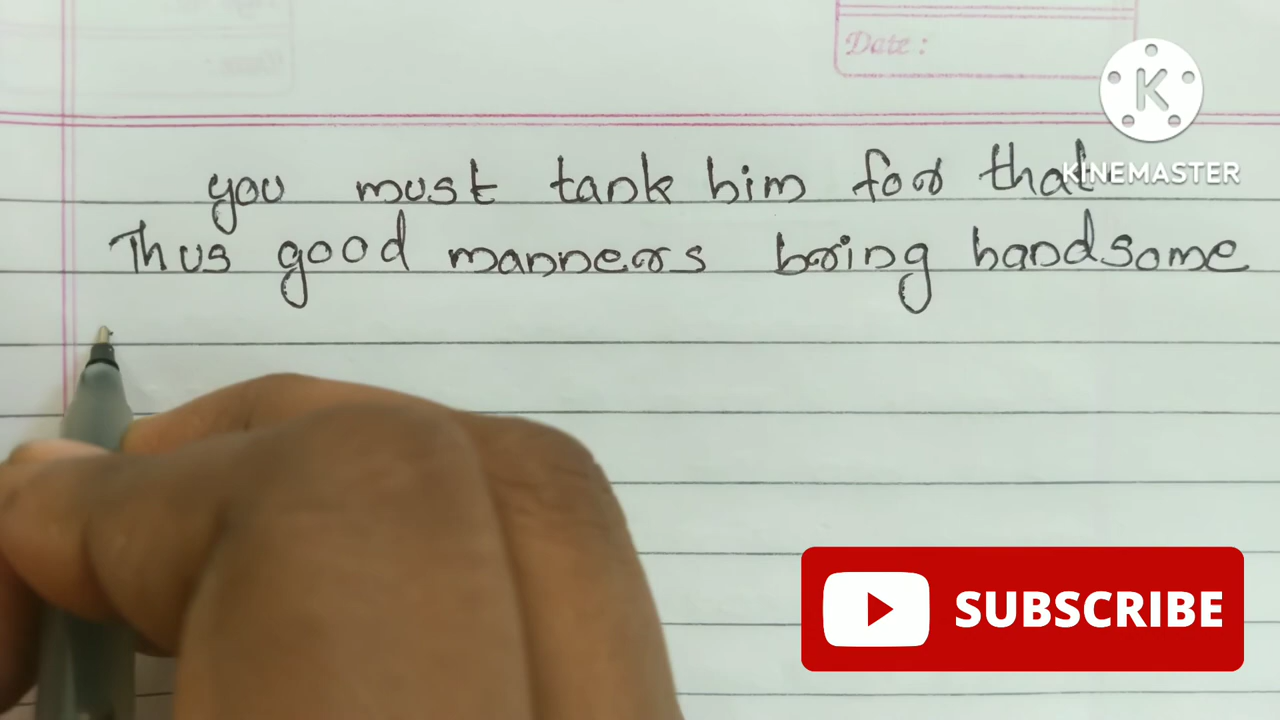 Date :
K
KINEMASTER
you must tank him for that
Thus good manners bring handsome
SUBSCRIBE